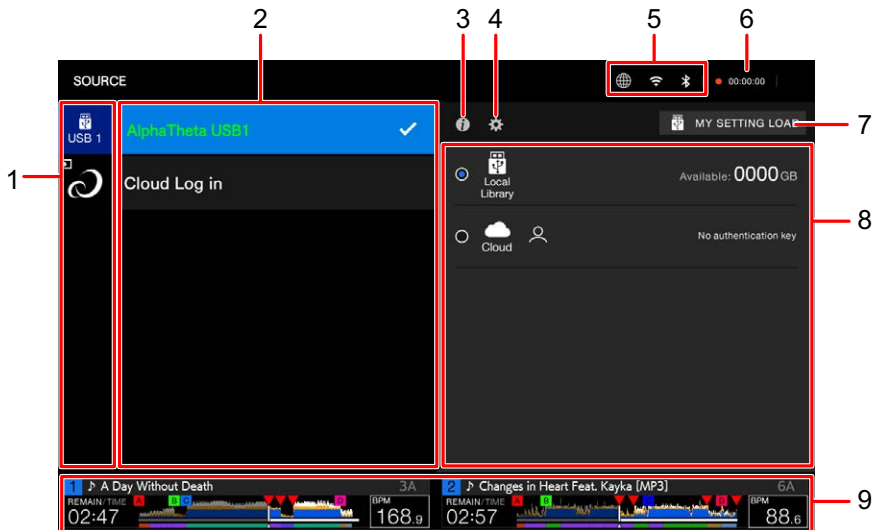 2 3 4 5 6
SOURCE
00:00:00
USB 1
AlphaTheta USB1
MY SETTING LOAD
7
1
Cloud Log in
Local
Library
Available: 0000 GB
8
Cloud
No authentication key
1 ♪ A Day Without Death 3A
2 ♪ Changes in Heart Feat. Kayka [MP3] 6A
9
REMAIN/TIME A B C D BPM
02:47 168.9
REMAIN/TIME A B C D BPM
02:57 88.6